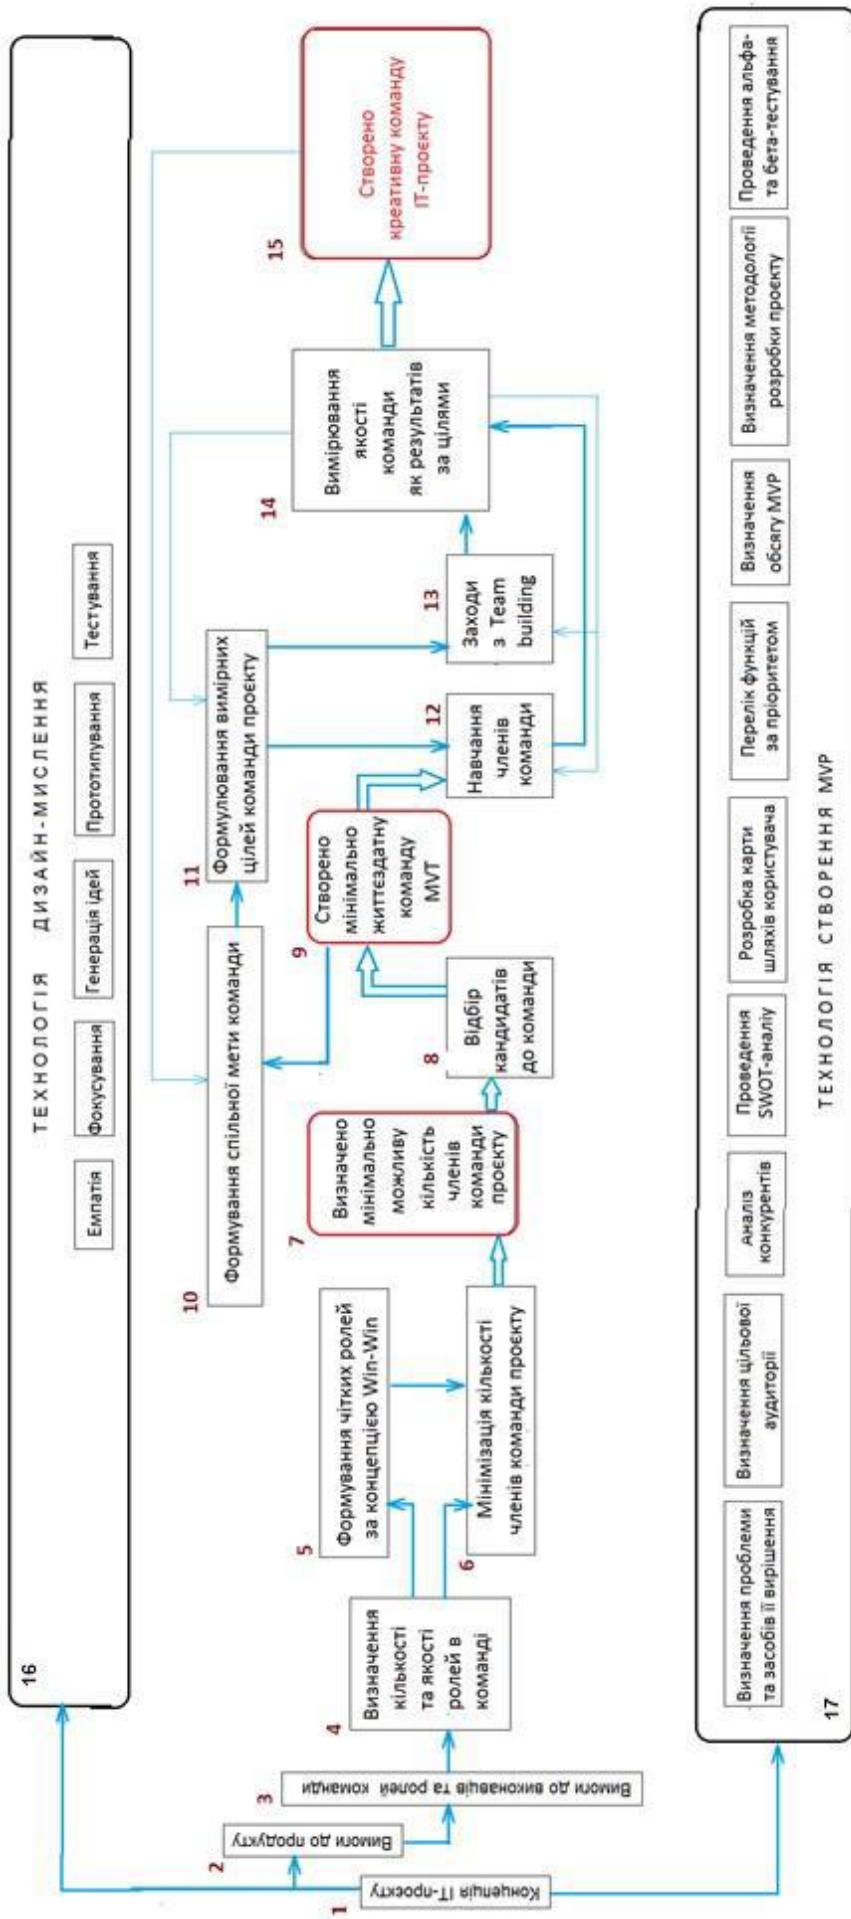 16
ТЕХНОЛОГІЯ ДИЗАЙН-МИСЛЕННЯ
Емпатія
Фокусування
Генерація ідей
Прототипування
Тестування
1
Концепція ІТ-проєкту
2
Вимоги до продукту
3
Вимоги до виконавців та ролей команди
4
Визначення
кількості
та якості
ролей в
команді
5
Формування чітких ролей
за концепцією Win-Win
6
Мінімізація кількості
членів команди проєкту
7
Визначено
мінімально
можливу
кількість
членів
команди
проєкту
8
Відбір
кандидатів
до команди
9
Створено
мінімально
життєздатну
команду
MVT
10
Формування спільної мети команди
11
Формулювання вимірних
цілей команди проєкту
12
Навчання
членів
команди
13
Заходи
з Team
building
14
Вимірювання
якості
команди
як результатів
за цілями
15
Створено
креативну команду
ІТ-проєкту
Визначення проблеми
та засобів її вирішення
Визначення цільової
аудиторії
Аналіз
конкурентів
Проведення
SWOT-аналіу
Розробка карти
шляхів користувача
Перелік функцій
за пріоритетом
Визначення
обсягу MVP
Визначення методології
розробки проєкту
Проведення альфа-
та бета-тестування
17
ТЕХНОЛОГІЯ СТВОРЕННЯ MVP